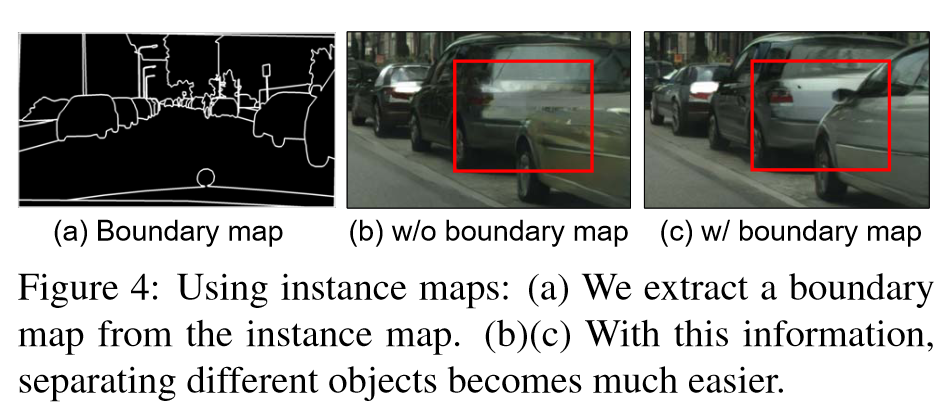 (a) Boundary map
(b) w/o boundary map
(c) w/ boundary map
Figure 4: Using instance maps: (a) We extract a boundary
map from the instance map. (b)(c) With this information,
separating different objects becomes much easier.